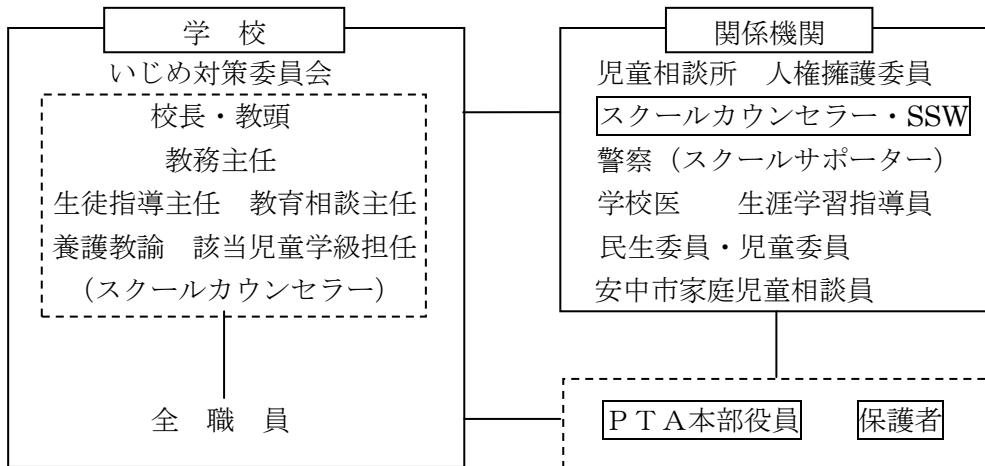 学　校
いじめ対策委員会
校長・教頭
教務主任
生徒指導主任　教育相談主任
養護教諭　該当児童学級担任
（スクールカウンセラー）
全　職　員
関係機関
児童相談所　人権擁護委員
スクールカウンセラー・SSW
警察（スクールサポーター）
学校医　　生涯学習指導員
民生委員・児童委員
安中市家庭児童相談員
ＰＴＡ本部役員　　保護者